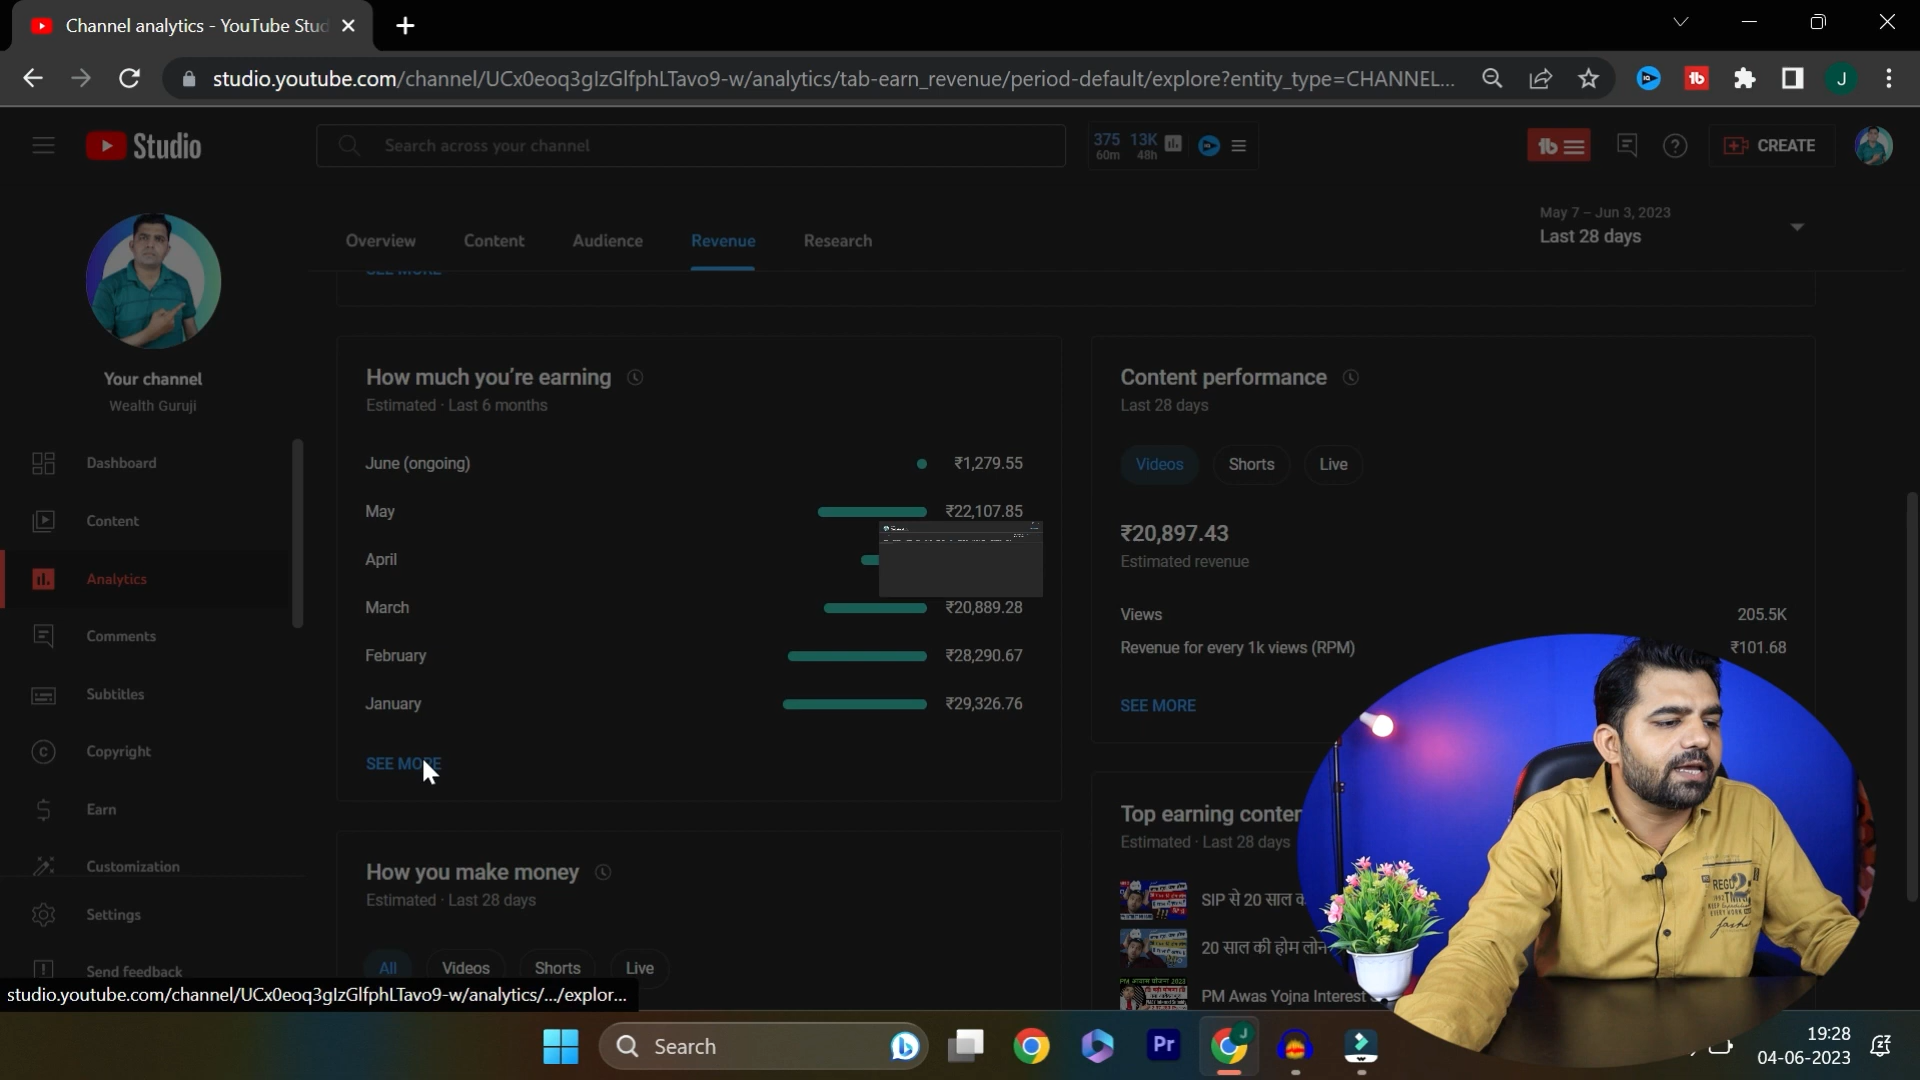 Channel analytics - YouTube Stud
studio.youtube.com/channel/UCx0eoq3gIzGlfphLTavo9-w/analytics/tab-earn_revenue/period-default/explore?entity_type=CHANNEL...
J
Studio
Search across your channel
375 60m
13K 48h
CREATE
May 7 – Jun 3, 2023
Last 28 days
Overview
Content
Audience
Revenue
Research
SEE MORE
Your channel
Wealth Guruji
Dashboard
Content
Analytics
Comments
Subtitles
Copyright
Earn
Customization
Settings
Send feedback
How much you're earning
Estimated · Last 6 months
June (ongoing) ₹1,279.55
May ₹22,107.85
April
March ₹20,889.28
February ₹28,290.67
January ₹29,326.76
SEE MORE
Content performance
Last 28 days
Videos
Shorts
Live
₹20,897.43
Estimated revenue
Views 205.5K
Revenue for every 1k views (RPM) ₹101.68
SEE MORE
How you make money
Estimated · Last 28 days
All
Videos
Shorts
Live
Top earning conter
Estimated · Last 28 days
SIP से 20 साल क
20 साल की होम लोन
PM Awas Yojna Interest
studio.youtube.com/channel/UCx0eoq3gIzGlfphLTavo9-w/analytics/.../explor...
Search
Pr
J
19:28
04-06-2023